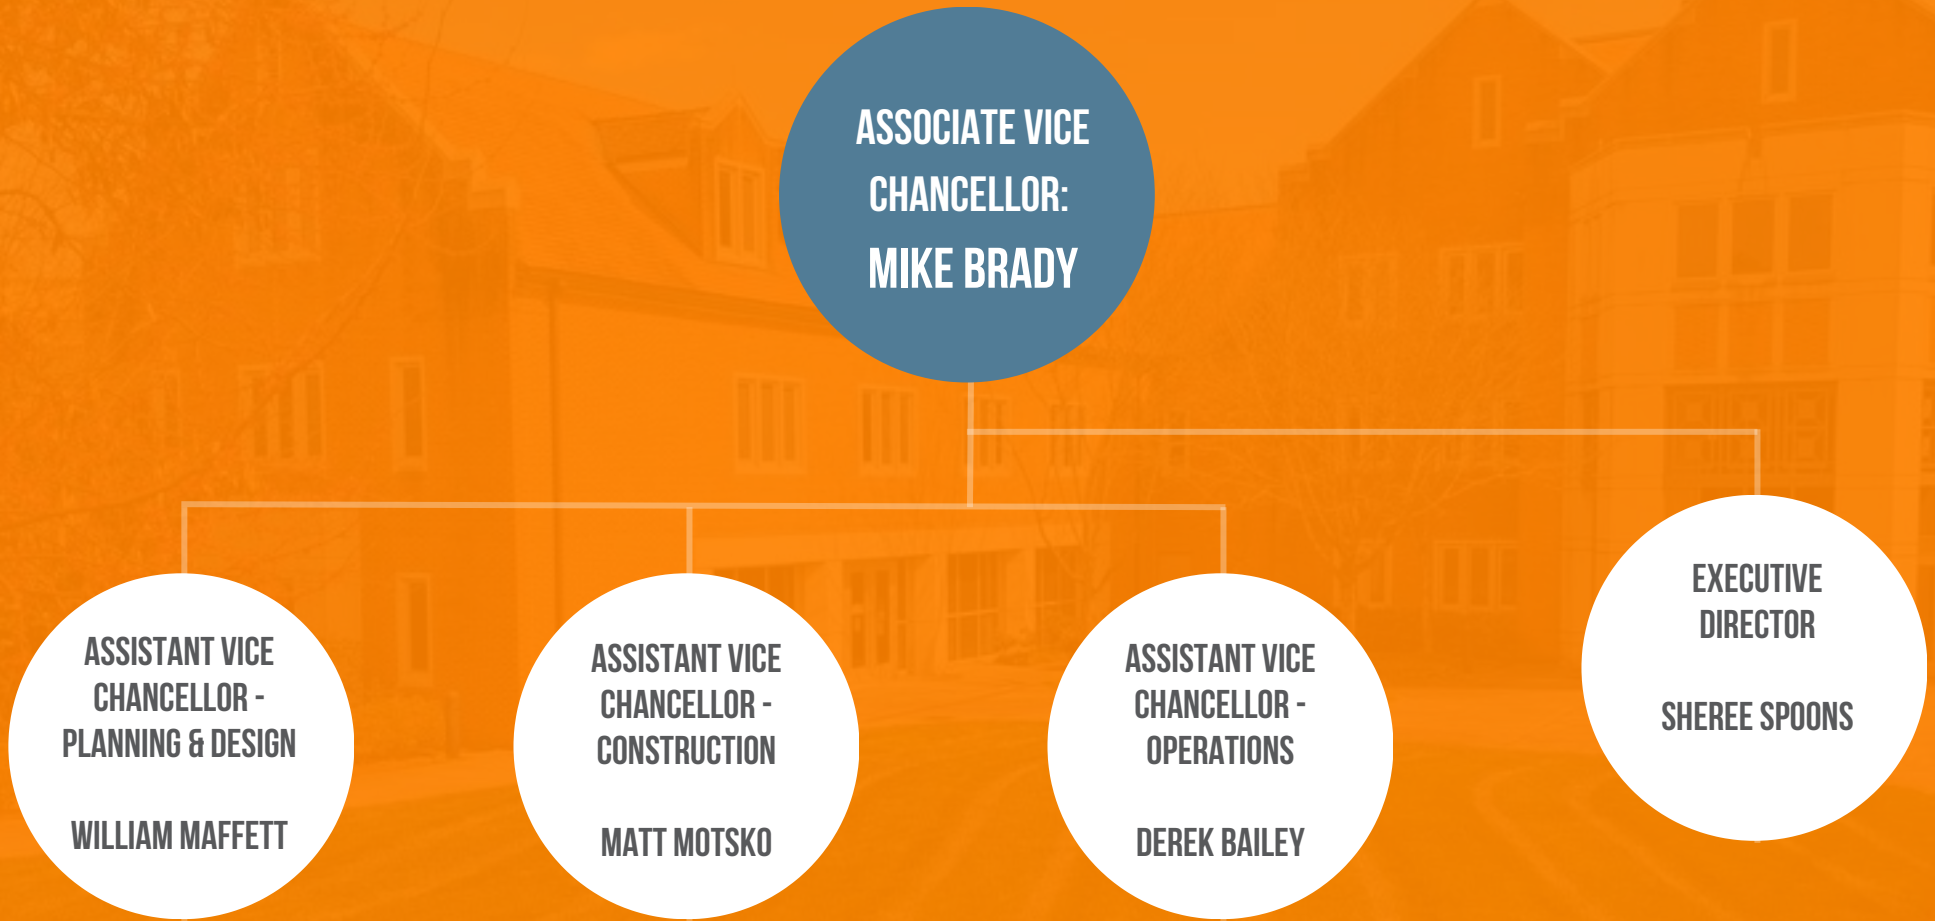 ASSOCIATE VICE
CHANCELLOR:
MIKE BRADY
ASSISTANT VICE
CHANCELLOR -
PLANNING & DESIGN
WILLIAM MAFFETT
ASSISTANT VICE
CHANCELLOR -
CONSTRUCTION
MATT MOTSKO
ASSISTANT VICE
CHANCELLOR -
OPERATIONS
DEREK BAILEY
EXECUTIVE
DIRECTOR
SHEREE SPOONS